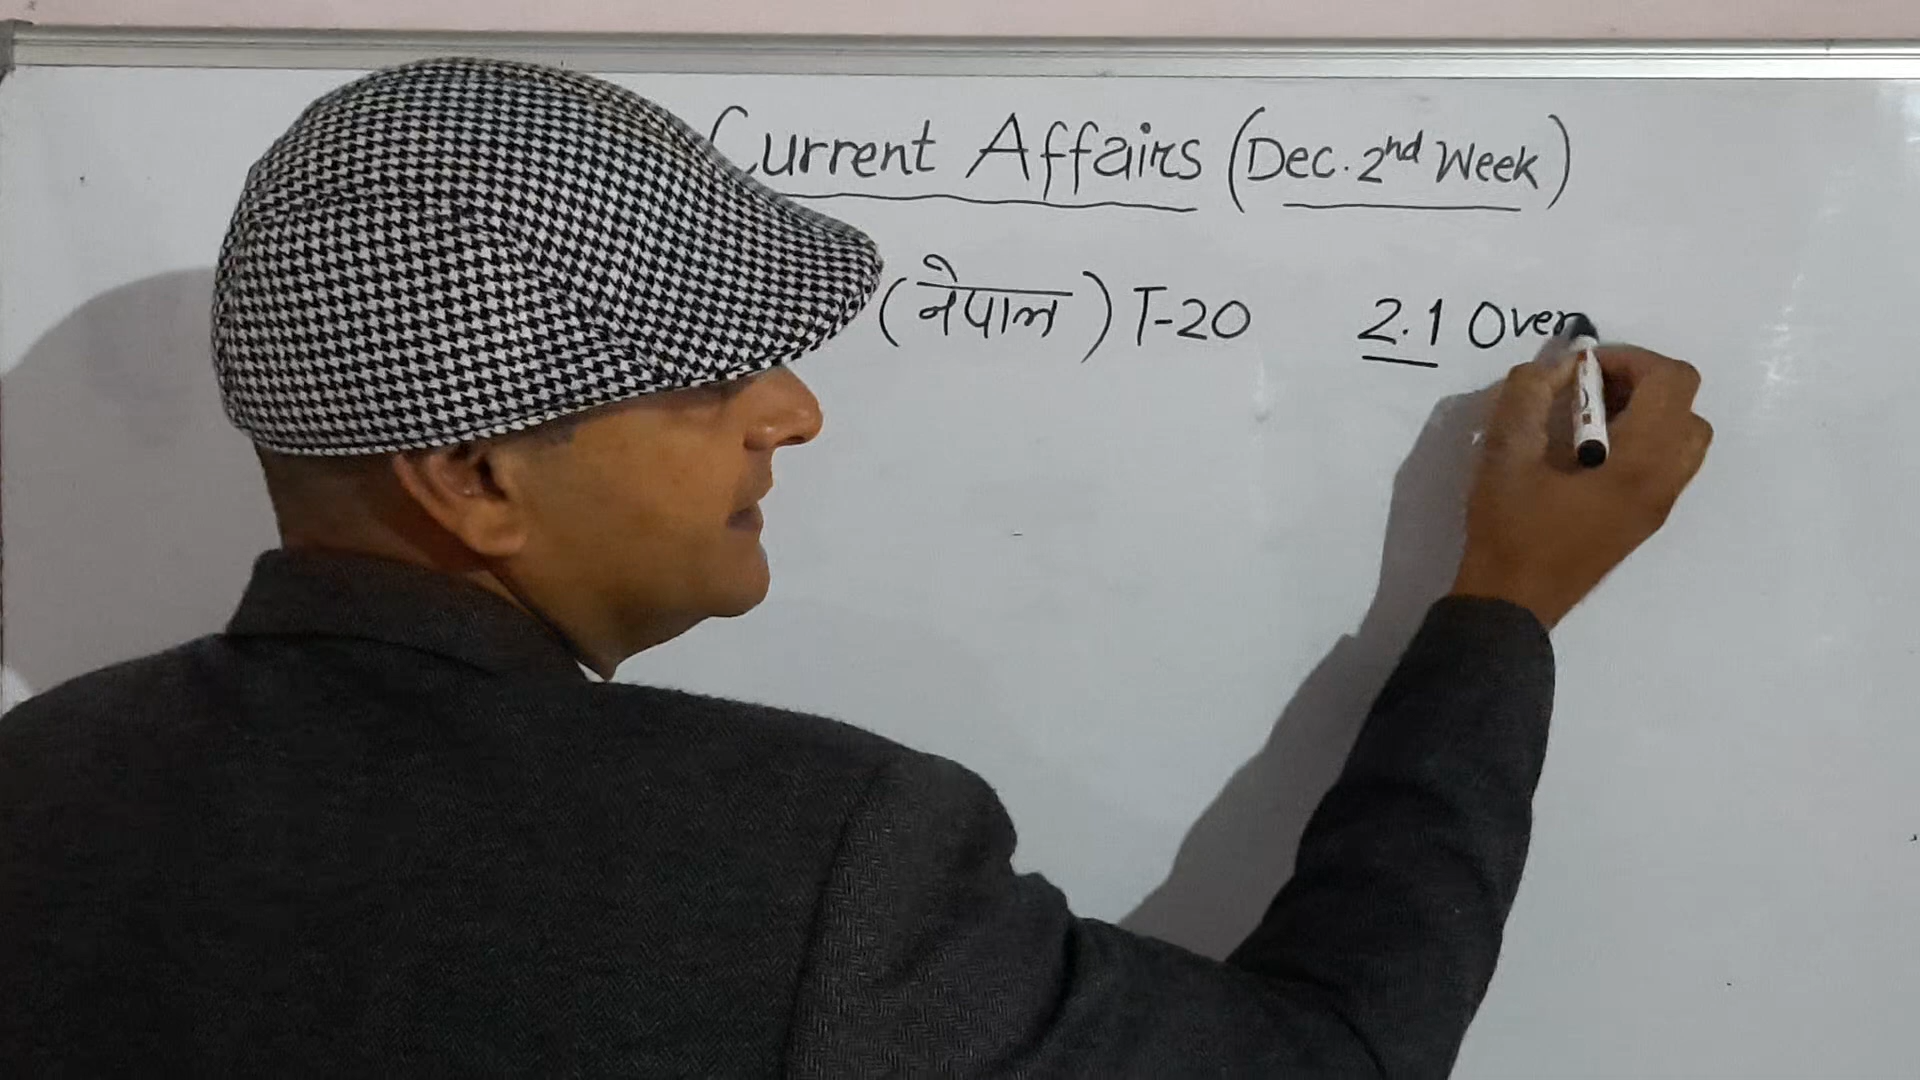 Current Affairs (Dec. 2nd Week)
(नेपाल) T-20 2.1 Over